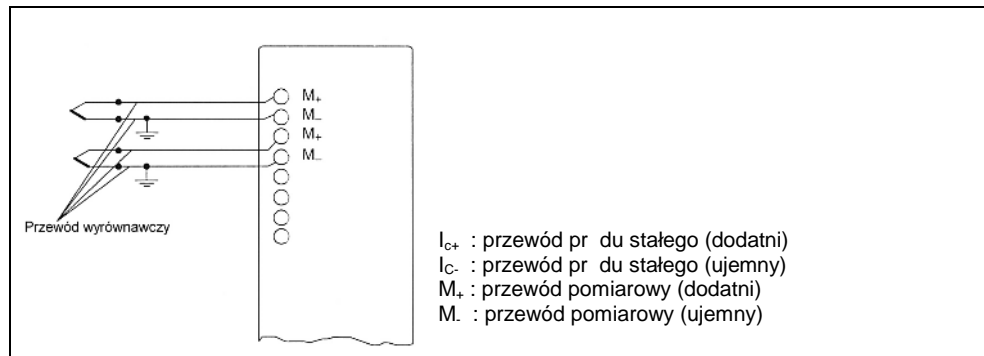 M+
M-
M+
M-
Przewód wyrównawczy
Ic+ : przewód pr du stałego (dodatni)
IC- : przewód pr du stałego (ujemny)
M+ : przewód pomiarowy (dodatni)
M- : przewód pomiarowy (ujemny)